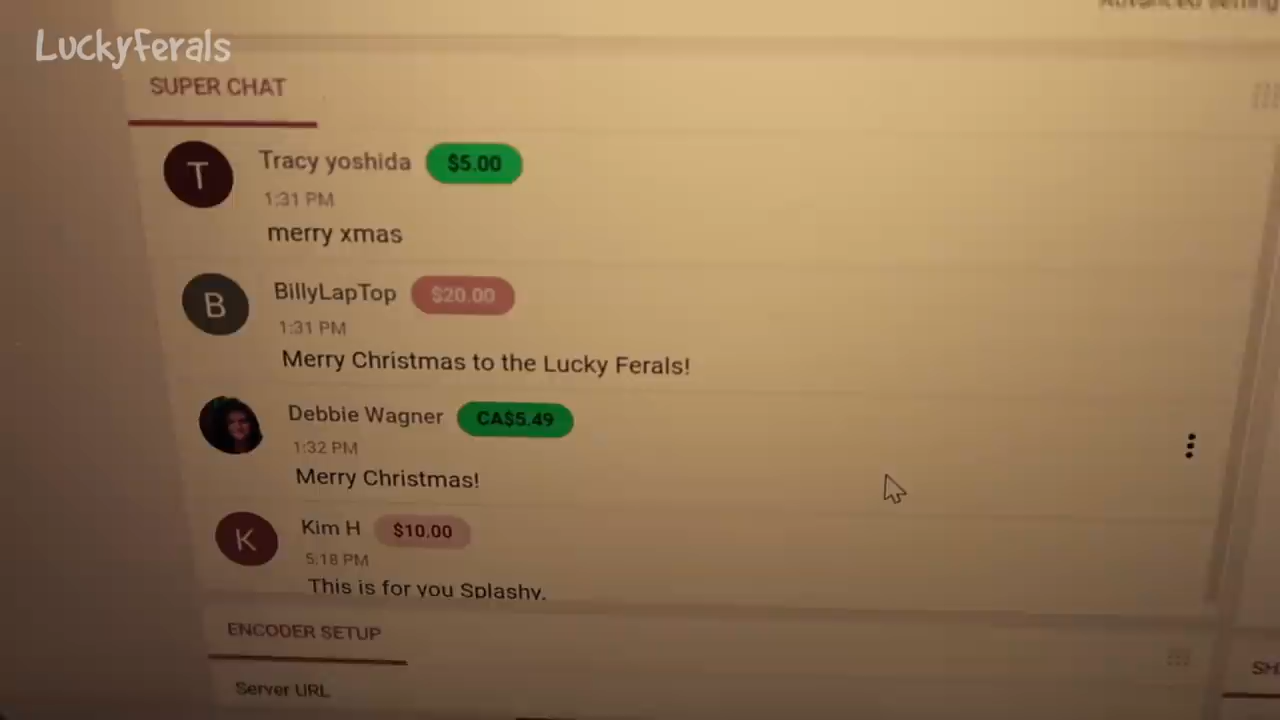 LuckyFerals
Advanced
SUPER CHAT
T
Tracy yoshida $5.00
1:31 PM
merry xmas
B
BillyLapTop $20.00
1:31 PM
Merry Christmas to the Lucky Ferals!
Debbie Wagner CA$5.49
1:32 PM
Merry Christmas!
K
Kim H $10.00
5:18 PM
This is for you Splashy.
ENCODER SETUP
Server URL